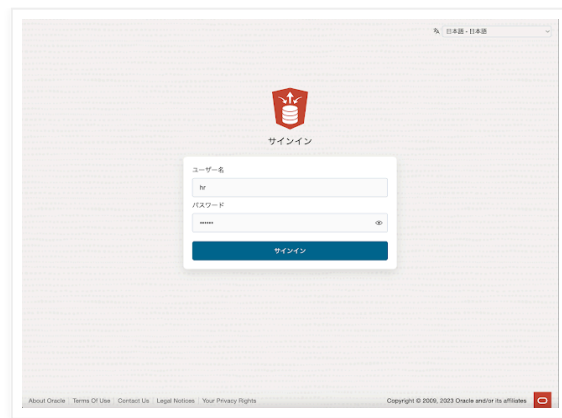 日本語 - 日本語
サインイン
ユーザー名
hr
パスワード
••••••
サインイン
About Oracle | Terms Of Use | Contact Us | Legal Notices | Your Privacy Rights
Copyright © 2009, 2023 Oracle and/or its affiliates